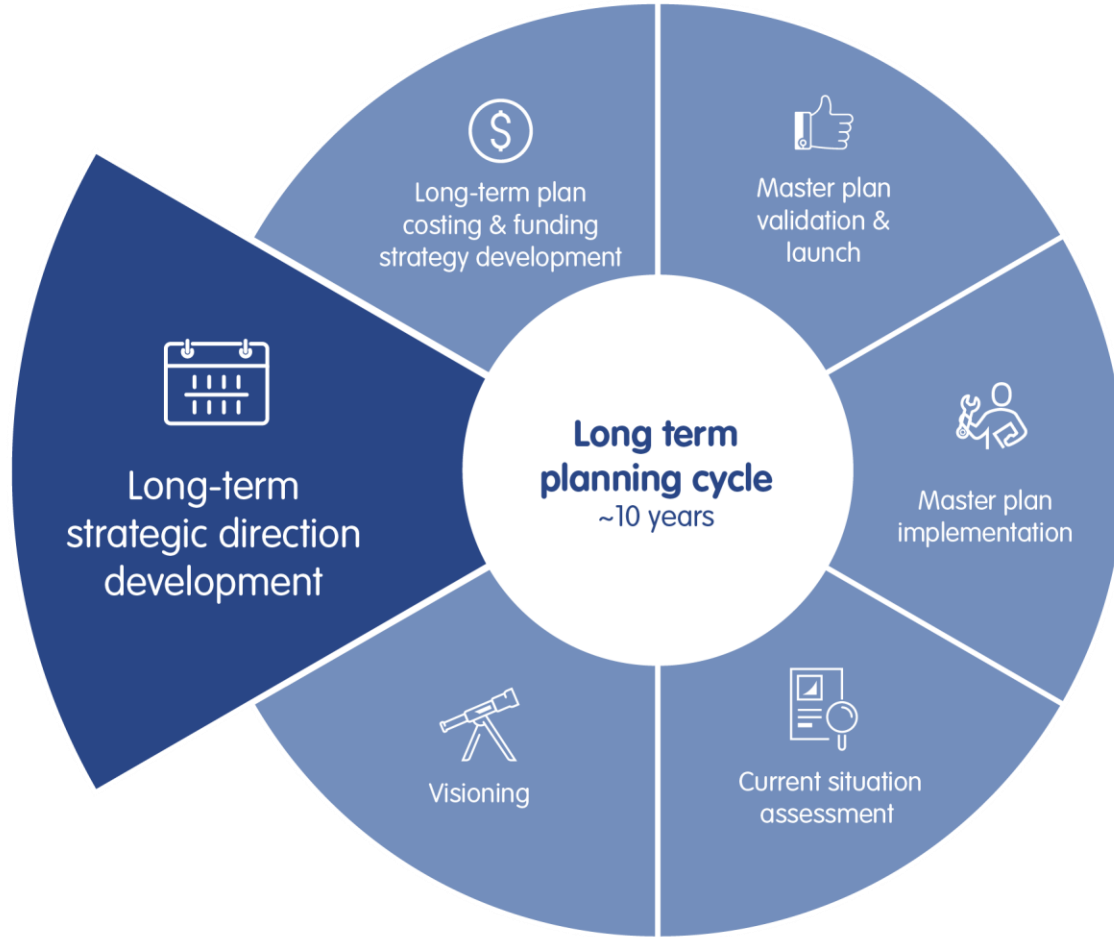 Long-term plan
costing & funding
strategy development
Master plan
validation &
launch
Long-term
strategic direction
development
Long term
planning cycle
~10 years
Master plan
implementation
Visioning
Current situation
assessment